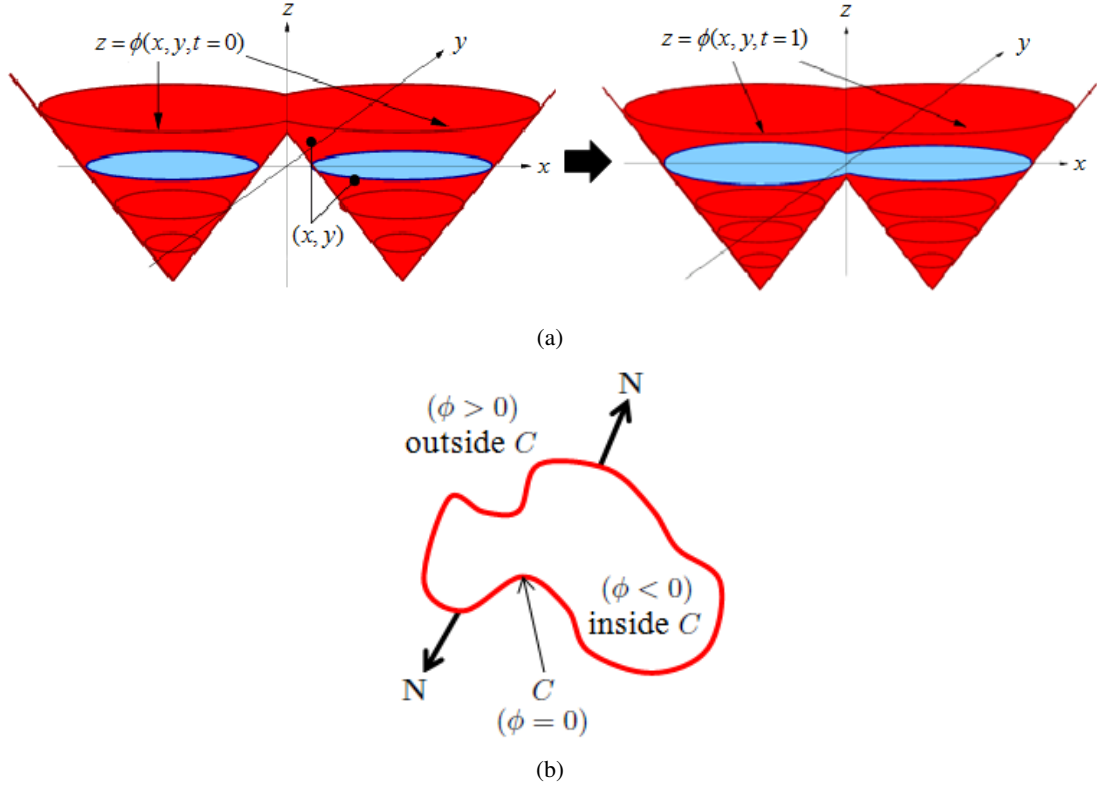 z
z = ϕ(x, y, t = 0)
y
x
(x, y)
z
z = ϕ(x, y, t = 1)
y
x
(a)
N
(ϕ > 0)
outside C
(ϕ < 0)
inside C
N
C
(ϕ = 0)
(b)